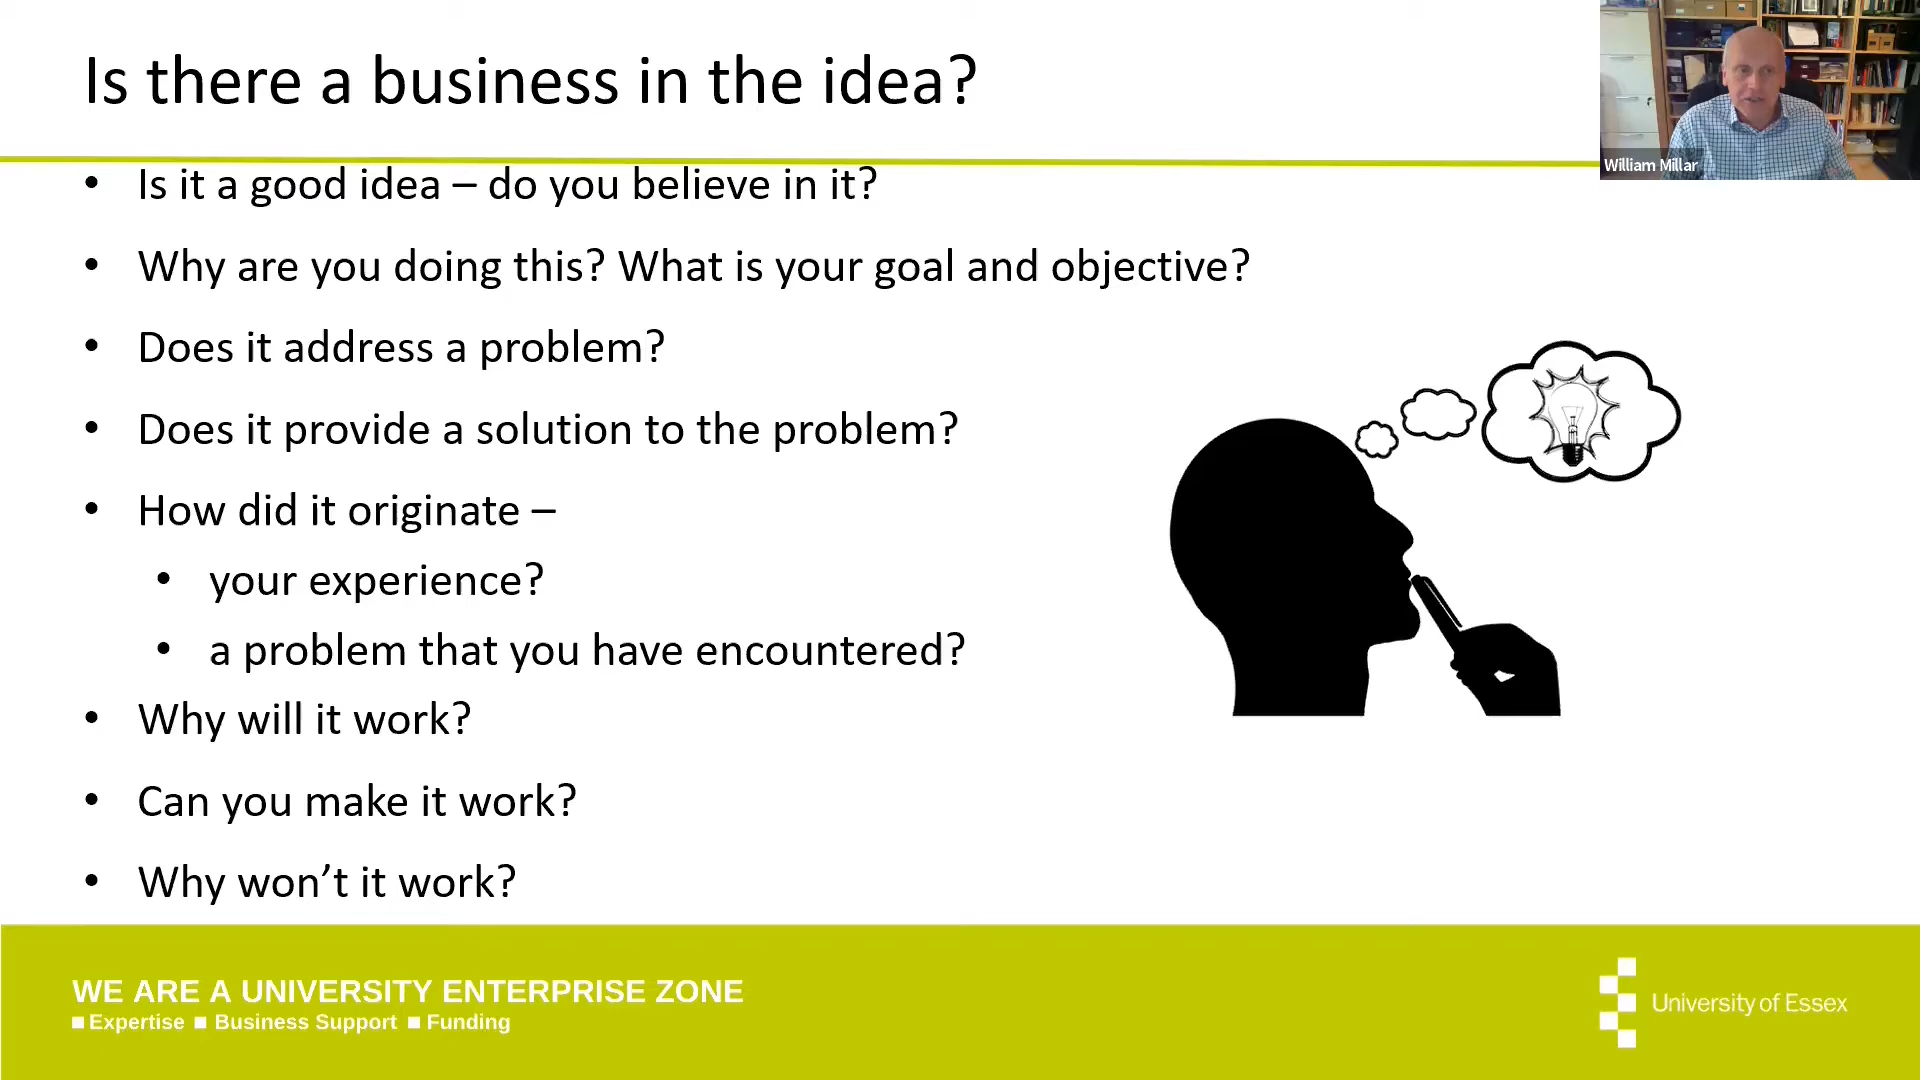 Is there a business in the idea?
William Millar
• Is it a good idea – do you believe in it?
• Why are you doing this? What is your goal and objective?
• Does it address a problem?
• Does it provide a solution to the problem?
• How did it originate –
• your experience?
• a problem that you have encountered?
• Why will it work?
• Can you make it work?
• Why won’t it work?
WE ARE A UNIVERSITY ENTERPRISE ZONE
■ Expertise ■ Business Support ■ Funding
University of Essex